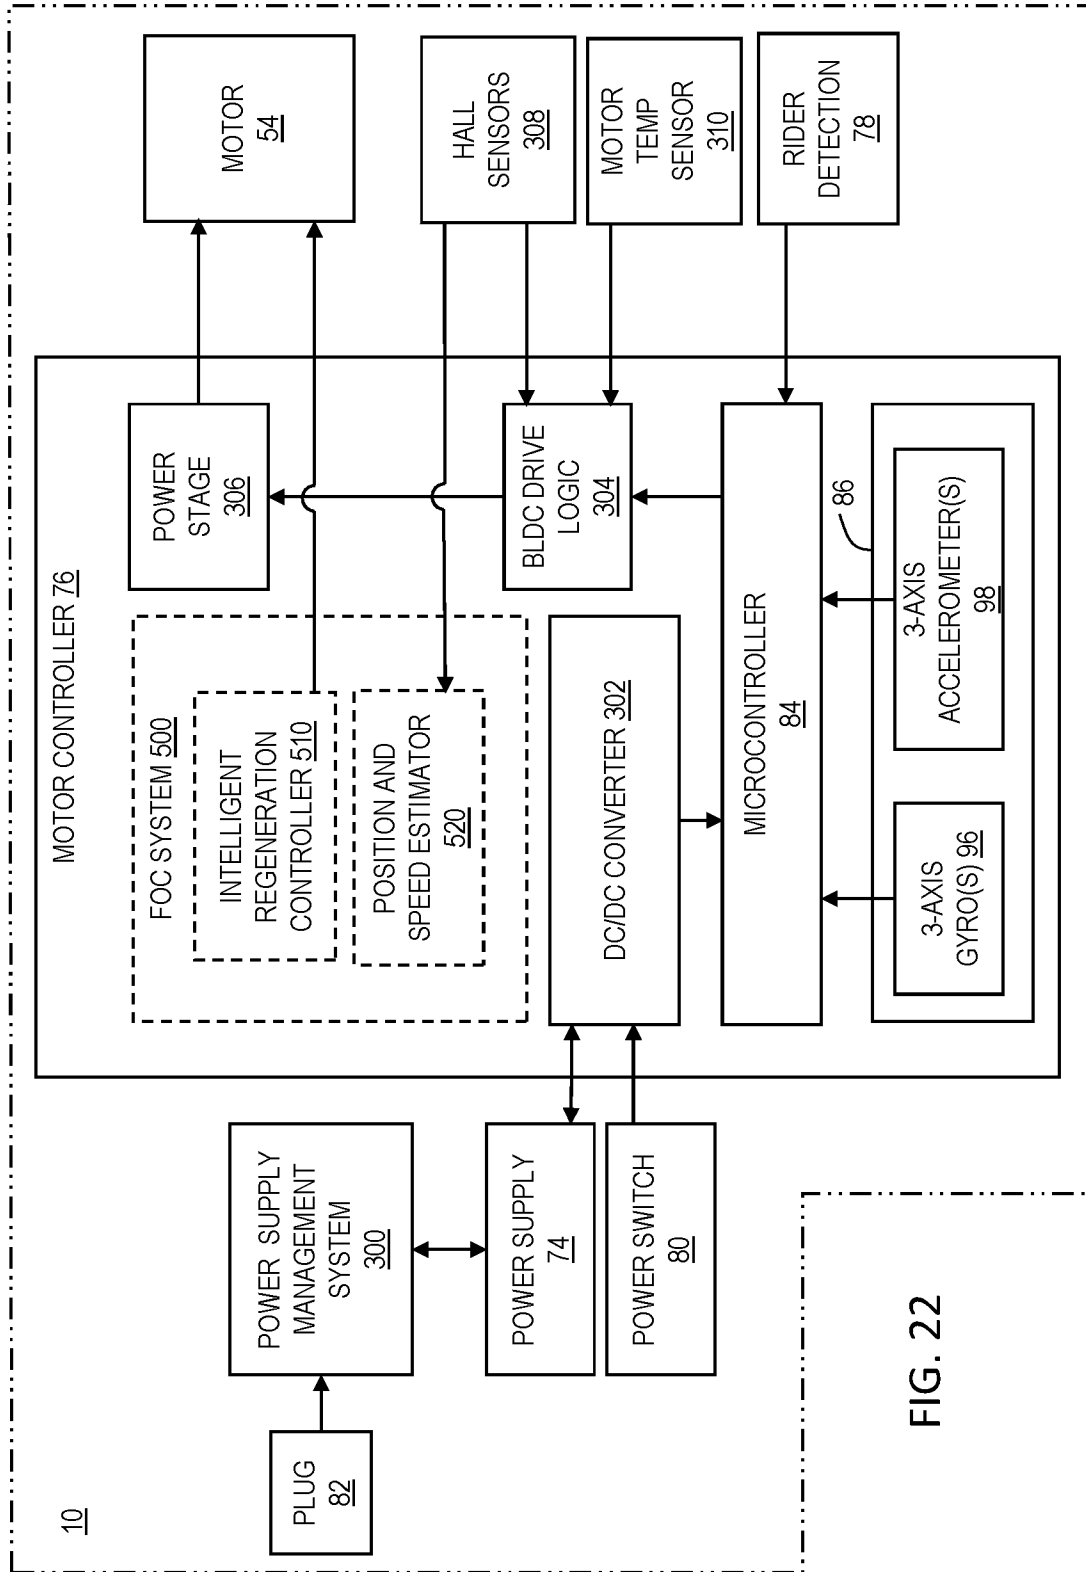 10
PLUG
82
POWER SUPPLY
MANAGEMENT
SYSTEM
300
POWER SUPPLY
74
POWER SWITCH
80
MOTOR CONTROLLER 76
FOC SYSTEM 500
INTELLIGENT
REGENERATION
CONTROLLER 510
POSITION AND
SPEED ESTIMATOR
520
DC/DC CONVERTER 302
MICROCONTROLLER
84
3-AXIS
GYRO(S) 96
3-AXIS
ACCELEROMETER(S)
98
86
POWER
STAGE
306
BLDC DRIVE
LOGIC
304
MOTOR
54
HALL
SENSORS
308
MOTOR
TEMP
SENSOR
310
RIDER
DETECTION
78
FIG. 22